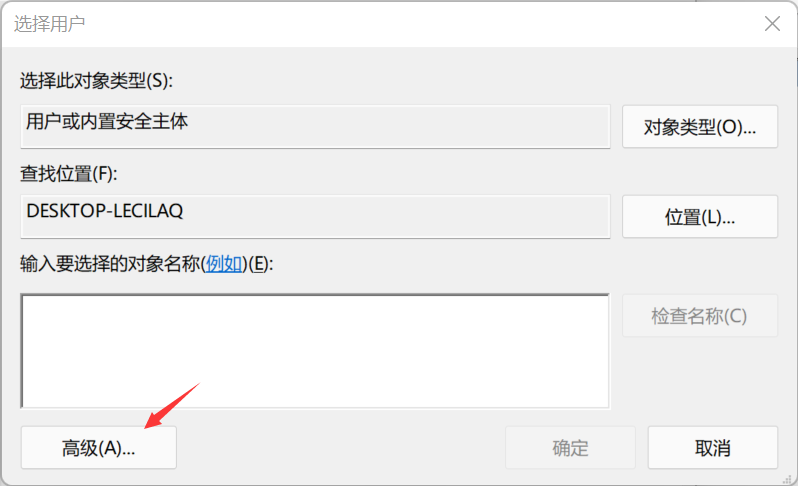 选择用户
选择此对象类型(S):
用户或内置安全主体
对象类型(O)...
查找位置(F):
DESKTOP-LECILAQ
位置(L)...
输入要选择的对象名称(例如)(E):
检查名称(C)
高级(A)...
确定
取消